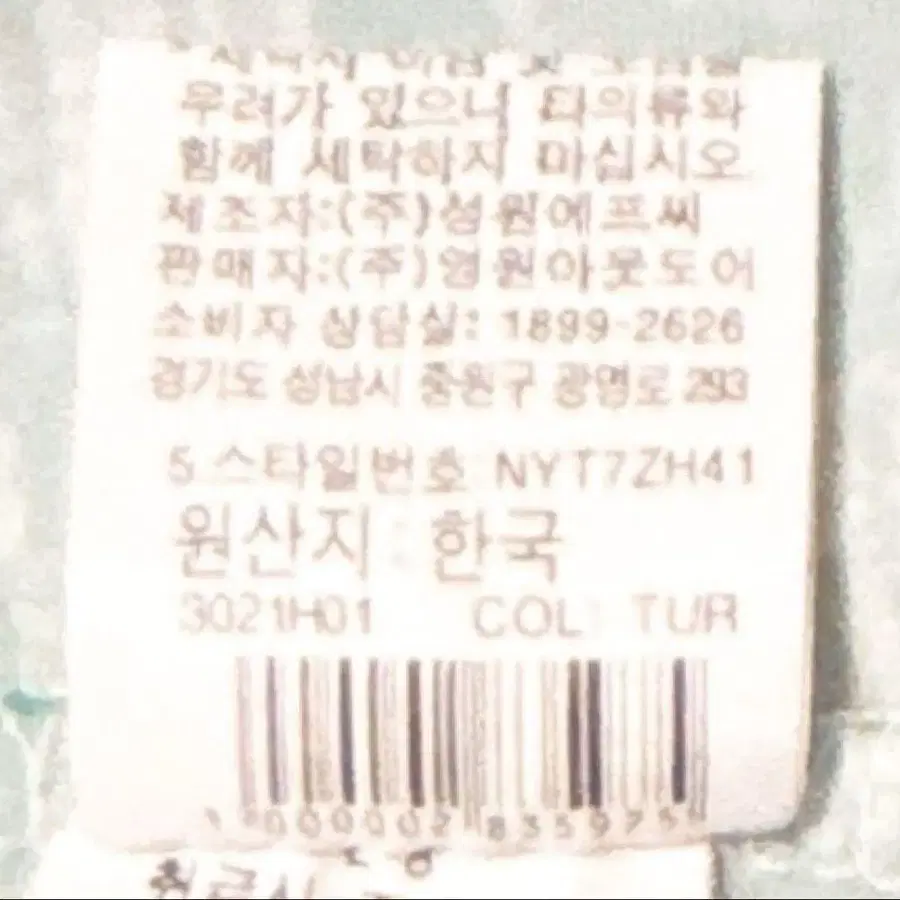 우려가 있으니 타의류와
함께 세탁하지 마십시오
제조자:(주)성원에프씨
판매자:(주)영원아웃도어
소비자 상담실: 1899-2626
경기도 성남시 중원구 광명로 293
5 스타일번호 NYT7ZH41
원산지 : 한국
3021H01 COL: TUR